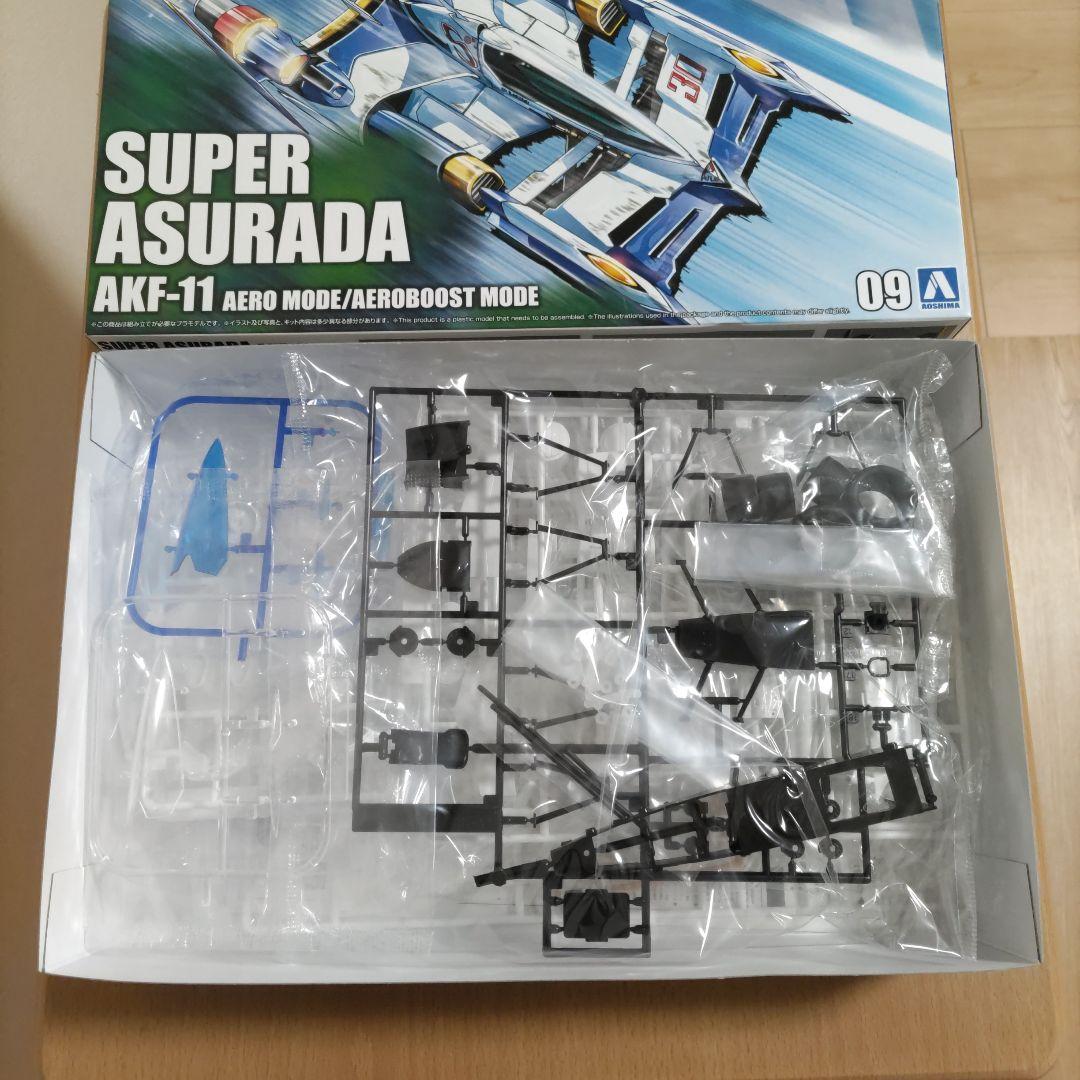 30
SUPER
ASURADA
AKF-11 AERO MODE/AEROBOOST MODE
09
AOSHIMA
※この商品は組み立てが必要なプラモデルです。※イラスト及び写真と、キット内容は多少異なる部分があります。※This product is a plastic model that needs to be assembled. ※The illustrations used in the package and the product contents may differ slightly.
SUPER ASURADA